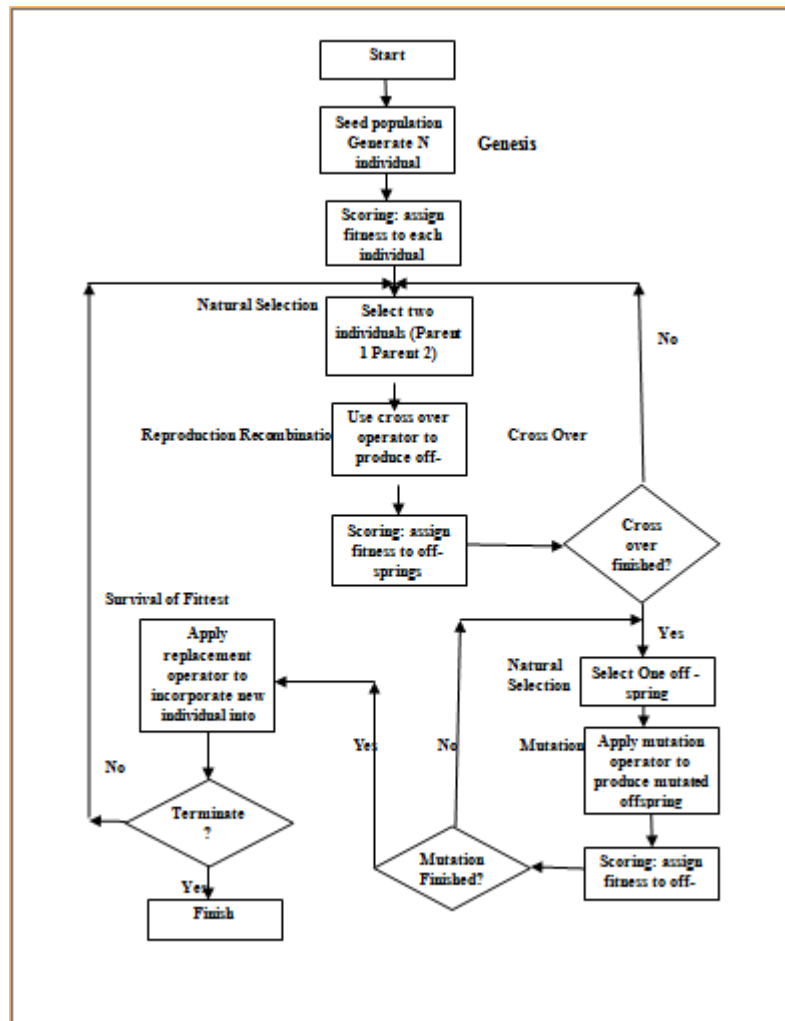 Start
Seed population
Generate N
individual
Genesis
Scoring: assign
fitness to each
individual
Natural Selection
Select two
individuals (Parent
1 Parent 2)
No
Reproduction Recombinatio
Use cross over
operator to
produce off-
Cross Over
Scoring: assign
fitness to off-
springs
Cross
over
finished?
Survival of Fittest
Apply
replacement
operator to
incorporate new
individual into
Yes
Natural
Selection
Select One off -
spring
Yes
No
Mutation
Apply mutation
operator to
produce mutated
offspring
No
Terminate
?
Mutation
Finished?
Scoring: assign
fitness to off-
Yes
Finish